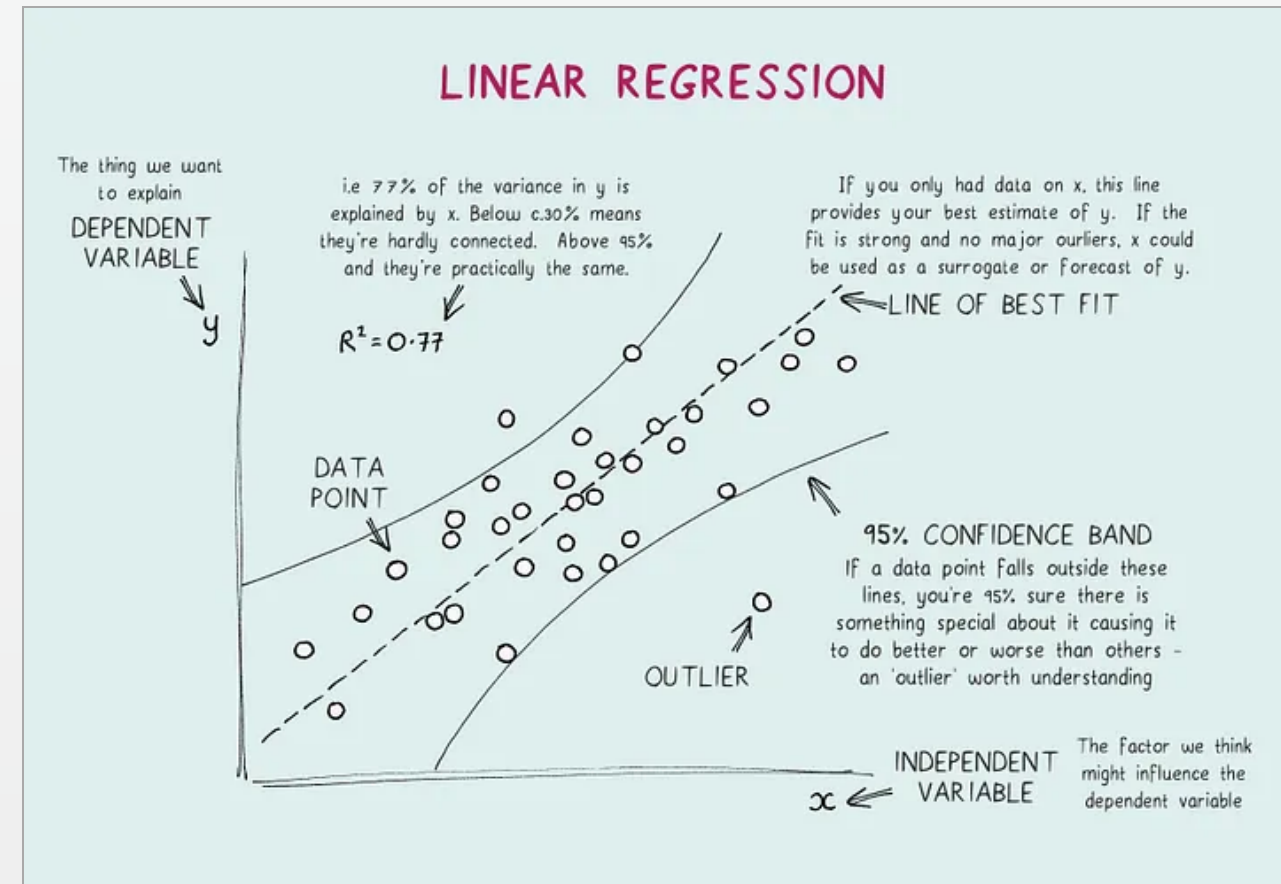 LINEAR REGRESSION
The thing we want
to explain
DEPENDENT
VARIABLE
y
i.e 77% of the variance in y is
explained by x. Below c.30% means
they're hardly connected. Above 95%
and they're practically the same.
R²=0.77
If you only had data on x, this line
provides your best estimate of y. If the
fit is strong and no major ourliers, x could
be used as a surrogate or forecast of y.
LINE OF BEST FIT
DATA
POINT
95% CONFIDENCE BAND
If a data point falls outside these
lines, you're 95% sure there is
something special about it causing it
to do better or worse than others -
an 'outlier' worth understanding
OUTLIER
x
INDEPENDENT
VARIABLE
The factor we think
might influence the
dependent variable